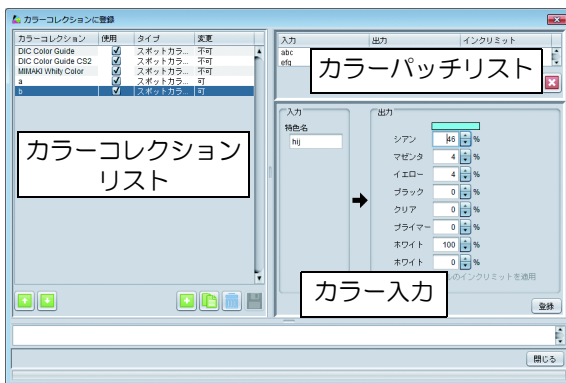 カラーコレクションに登録
カラーコレクション 使用 タイプ 変更
DIC Color Guide スポットカラ... 不可
DIC Color Guide CS2 スポットカラ... 不可
MIMAKI Whity Color スポットカラ... 不可
a スポットカラ... 可
b スポットカラ... 可
カラーコレクション
リスト
入力 出力 インクリミット
abc
efg
カラーパッチリスト
入力
特色名
hij
出力
シアン 46 %
マゼンタ 4 %
イエロー 4 %
ブラック 0 %
クリア 0 %
プライマー 0 %
ホワイト 100 %
ホワイト 0 %
のインクリミットを適用
カラー入力
登録
閉じる